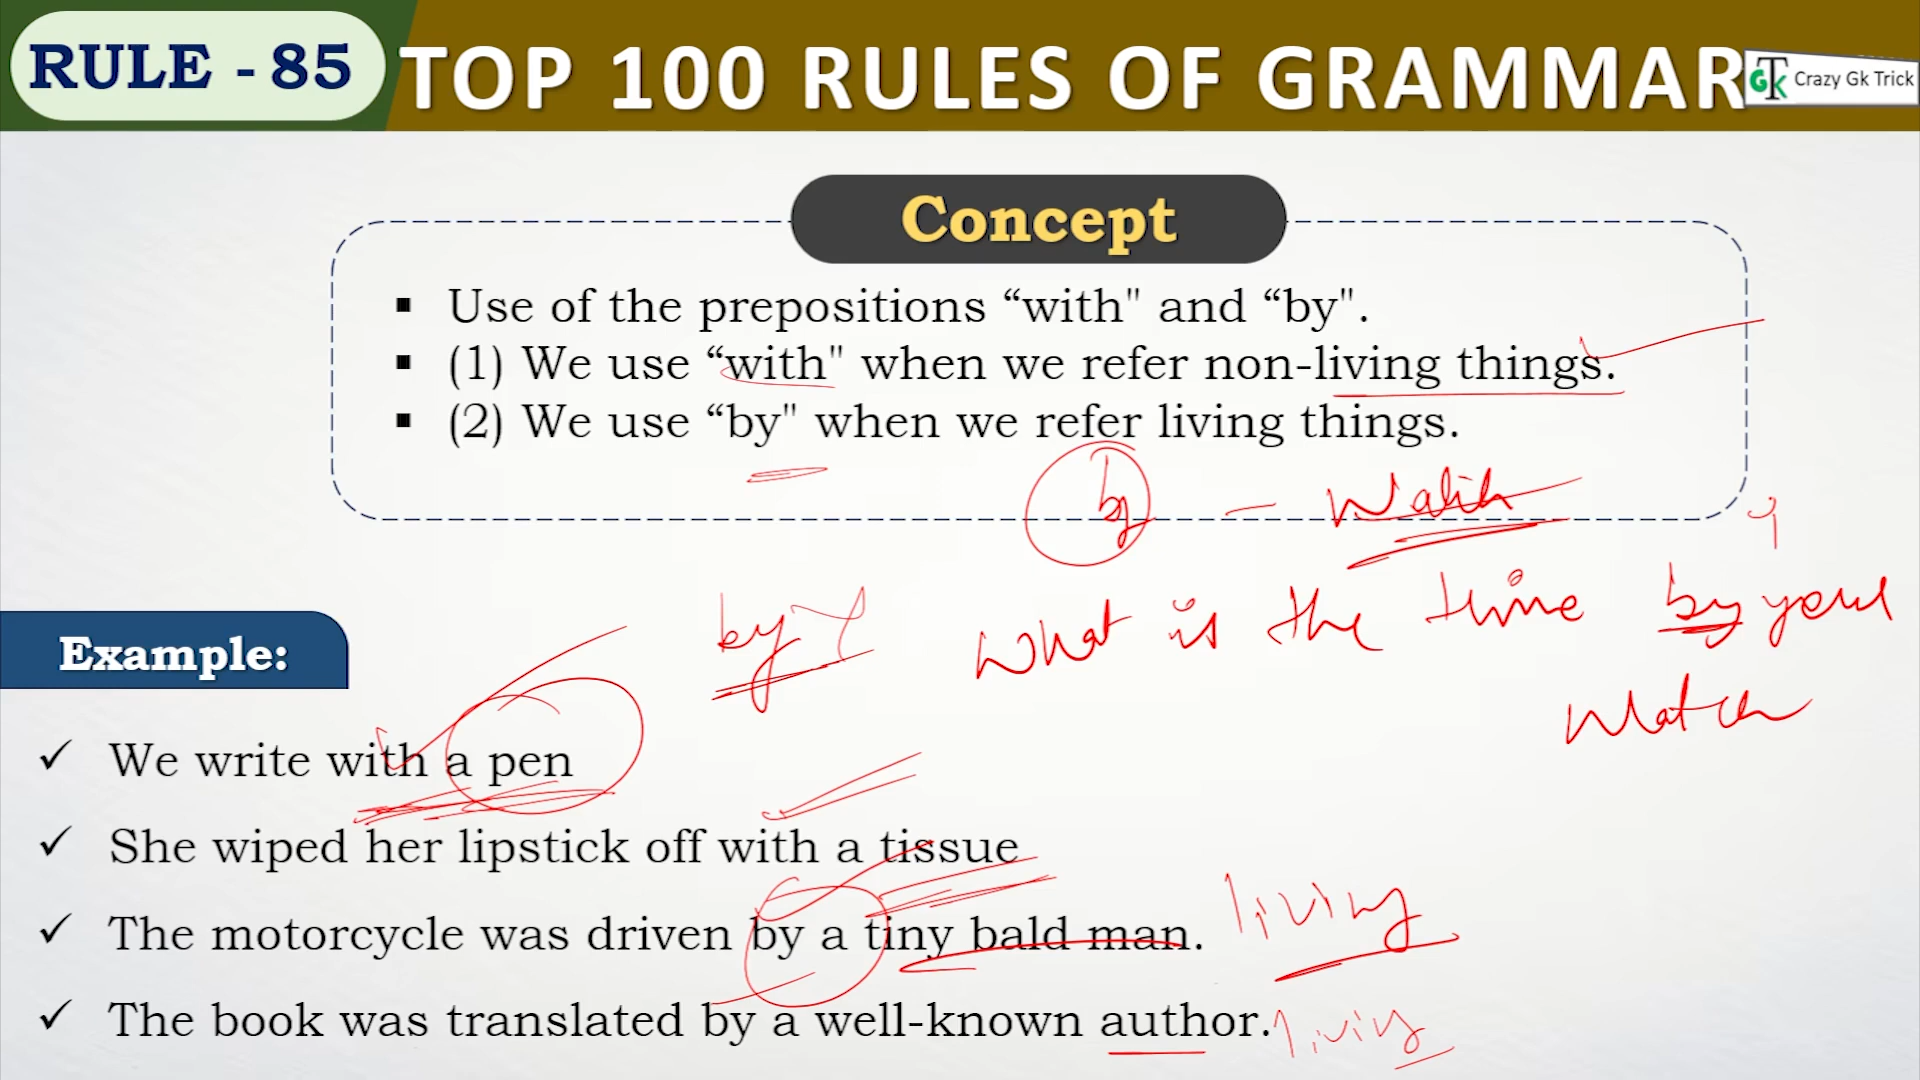 RULE - 85
TOP 100 RULES OF GRAMMAR
GTK Crazy Gk Trick
Concept
▪ Use of the prepositions “with" and “by".
▪ (1) We use “with" when we refer non-living things.
▪ (2) We use “by" when we refer living things.
by - Watch
by
What is the time by your
Watch
Example:
✓ We write with a pen
✓ She wiped her lipstick off with a tissue
✓ The motorcycle was driven by a tiny bald man. living
✓ The book was translated by a well-known author. living